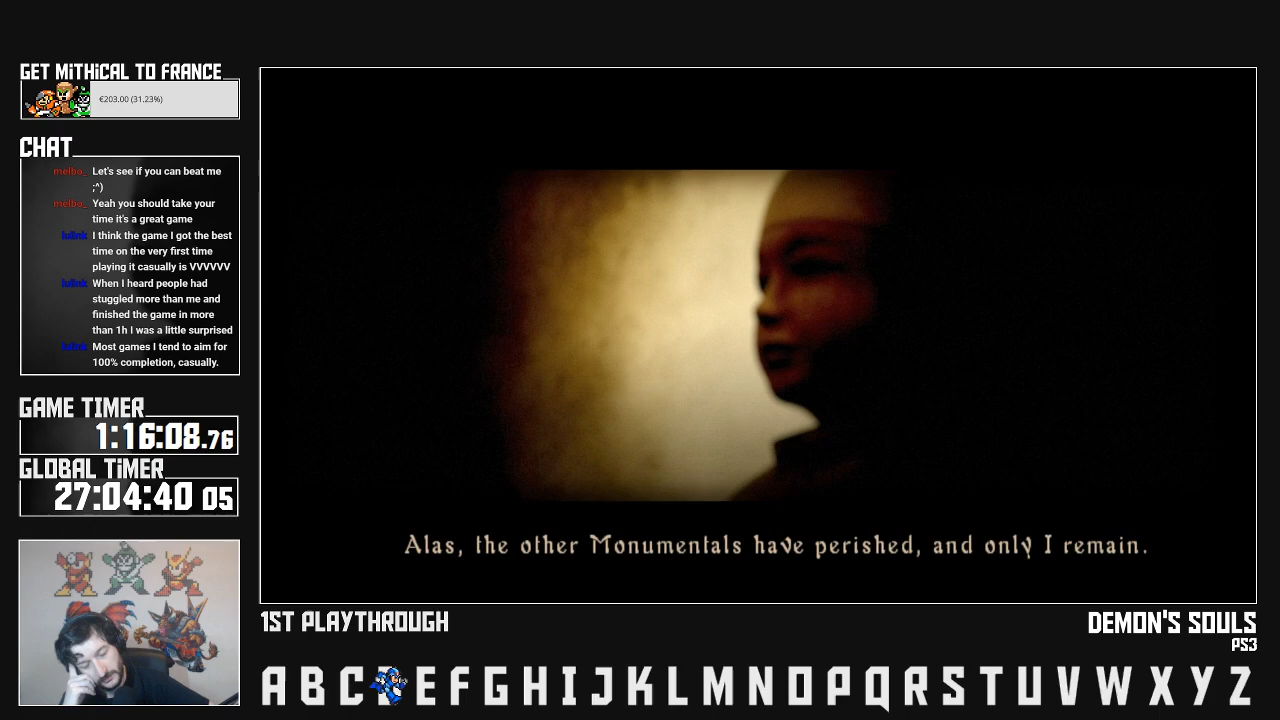 GET MiTHiCAL TO FRANCE
€203.00 (31.23%)
CHAT
melbo_ Let's see if you can beat me
;^)
melbo_ Yeah you should take your
time it's a great game
lulink I think the game I got the best
time on the very first time
playing it casually is VVVVVV
lulink When I heard people had
stuggled more than me and
finished the game in more
than 1h I was a little surprised
lulink Most games I tend to aim for
100% completion, casually.
GAME TIMER
1:16:08.76
GLOBAL TiMER
27:04:40 05
Alas, the other Monumentals have perished, and only I remain.
1ST PLAYTHROUGH
DEMON'S SOULS
PS3
A B C E F G H I J K L M N O P Q R S T U V W X Y Z